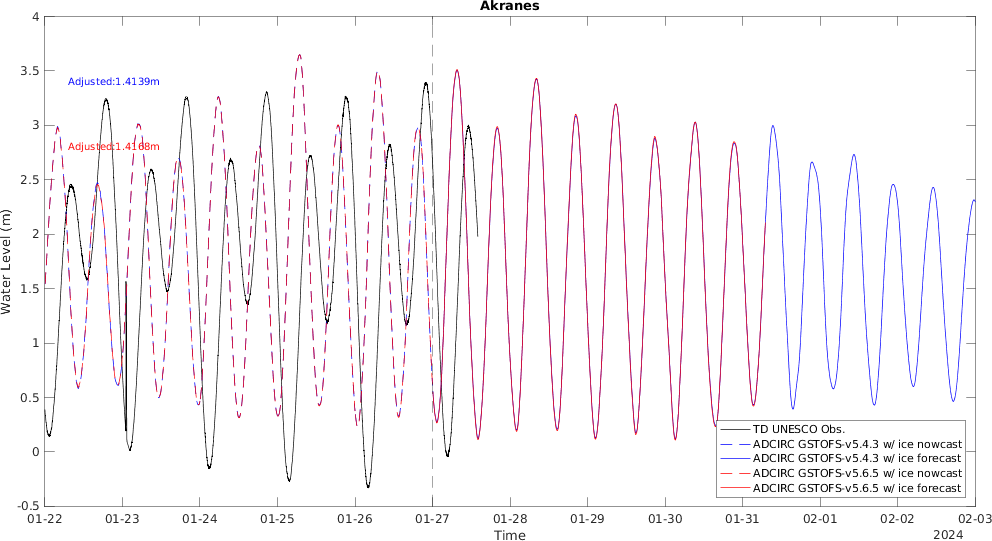 Akranes
4
3.5
3
2.5
2
1.5
1
0.5
0
-0.5
Water Level (m)
Adjusted:1.4139m
Adjusted:1.4168m
TD UNESCO Obs.
ADCIRC GSTOFS-v5.4.3 w/ ice nowcast
ADCIRC GSTOFS-v5.4.3 w/ ice forecast
ADCIRC GSTOFS-v5.6.5 w/ ice nowcast
ADCIRC GSTOFS-v5.6.5 w/ ice forecast
01-22 01-23 01-24 01-25 01-26 01-27 01-28 01-29 01-30 01-31 02-01 02-02 02-03
Time
2024